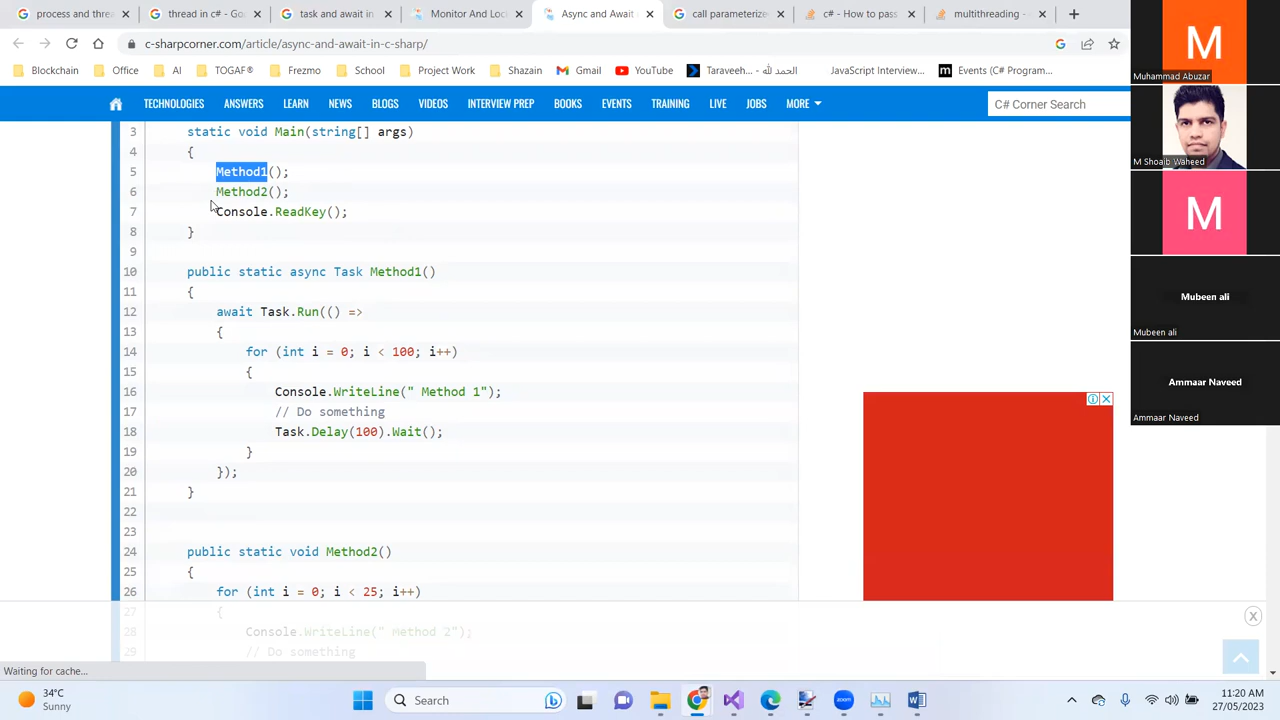 process and threa
thread in c# - Goo
task and await in
Monitor And Lock
Async and Await
call parameterize
c# - How to pass
multithreading -
c-sharpcorner.com/article/async-and-await-in-c-sharp/
Blockchain
Office
AI
TOGAF®
Frezmo
School
Project Work
Shazain
Gmail
YouTube
Taraveeh... - الحمد لله
JavaScript Interview...
Events (C# Program...
TECHNOLOGIES
ANSWERS
LEARN
NEWS
BLOGS
VIDEOS
INTERVIEW PREP
BOOKS
EVENTS
TRAINING
LIVE
JOBS
MORE
C# Corner Search
3 static void Main(string[] args)
4 {
5 Method1();
6 Method2();
7 Console.ReadKey();
8 }
9
10 public static async Task Method1()
11 {
12 await Task.Run(() =>
13 {
14 for (int i = 0; i < 100; i++)
15 {
16 Console.WriteLine(" Method 1");
17 // Do something
18 Task.Delay(100).Wait();
19 }
20 });
21 }
22
23
24 public static void Method2()
25 {
26 for (int i = 0; i < 25; i++)
27 {
28 Console.WriteLine(" Method 2");
29 // Do something
Waiting for cache...
M
Muhammad Abuzar
M Shoaib Waheed
M
Mubeen ali
Mubeen ali
Ammaar Naveed
Ammaar Naveed
34°C
Sunny
Search
11:20 AM
27/05/2023